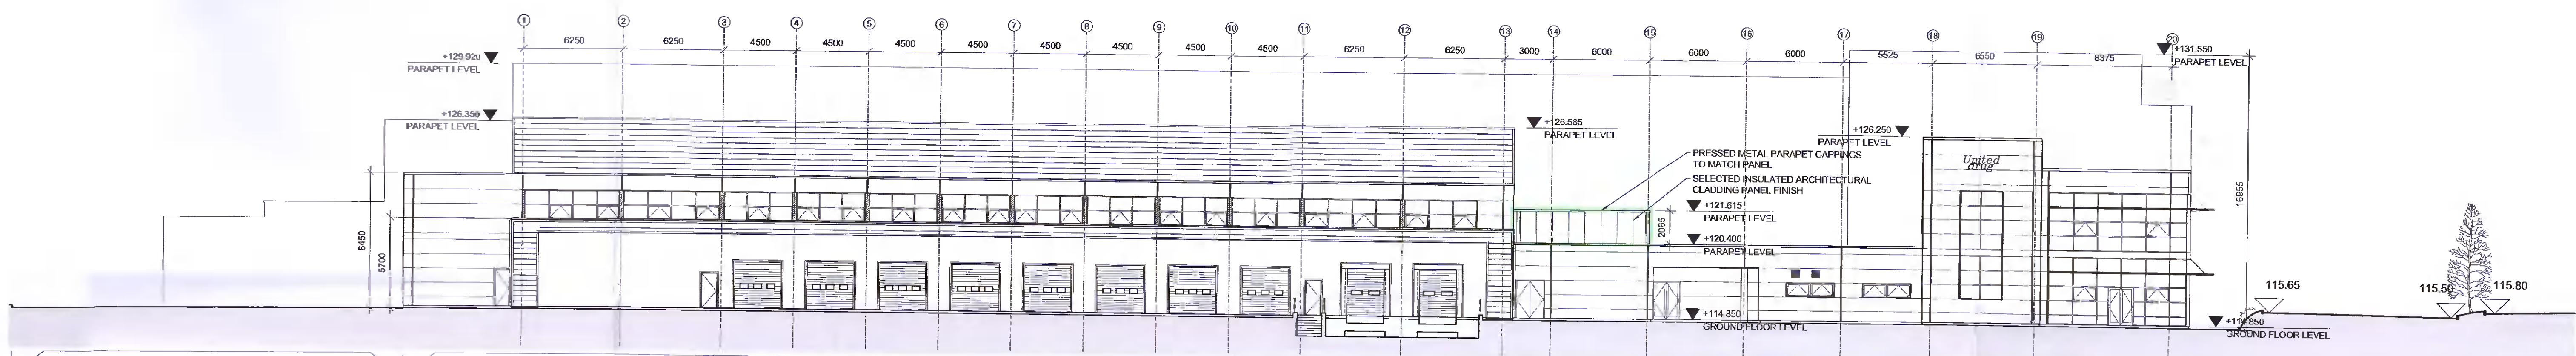 1 2 3 4 5 6 7 8 9 10 11 12 13 14 15 16 17 18 19 20
6250 6250 4500 4500 4500 4500 4500 4500 4500 4500 6250 6250 3000 6000 6000 6000 5525 6550 8375
+129.920
PARAPET LEVEL
+131.550
PARAPET LEVEL
+126.350
PARAPET LEVEL
+126.585
PARAPET LEVEL
+126.250
PARAPET LEVEL
PRESSED METAL PARAPET CAPPINGS
TO MATCH PANEL
SELECTED INSULATED ARCHITECTURAL
CLADDING PANEL FINISH
United
drug
+121.615
PARAPET LEVEL
2065
+120.400
PARAPET LEVEL
16955
8450
5700
+114.850
GROUND FLOOR LEVEL
+114.850
GROUND FLOOR LEVEL
115.65
115.50
115.80